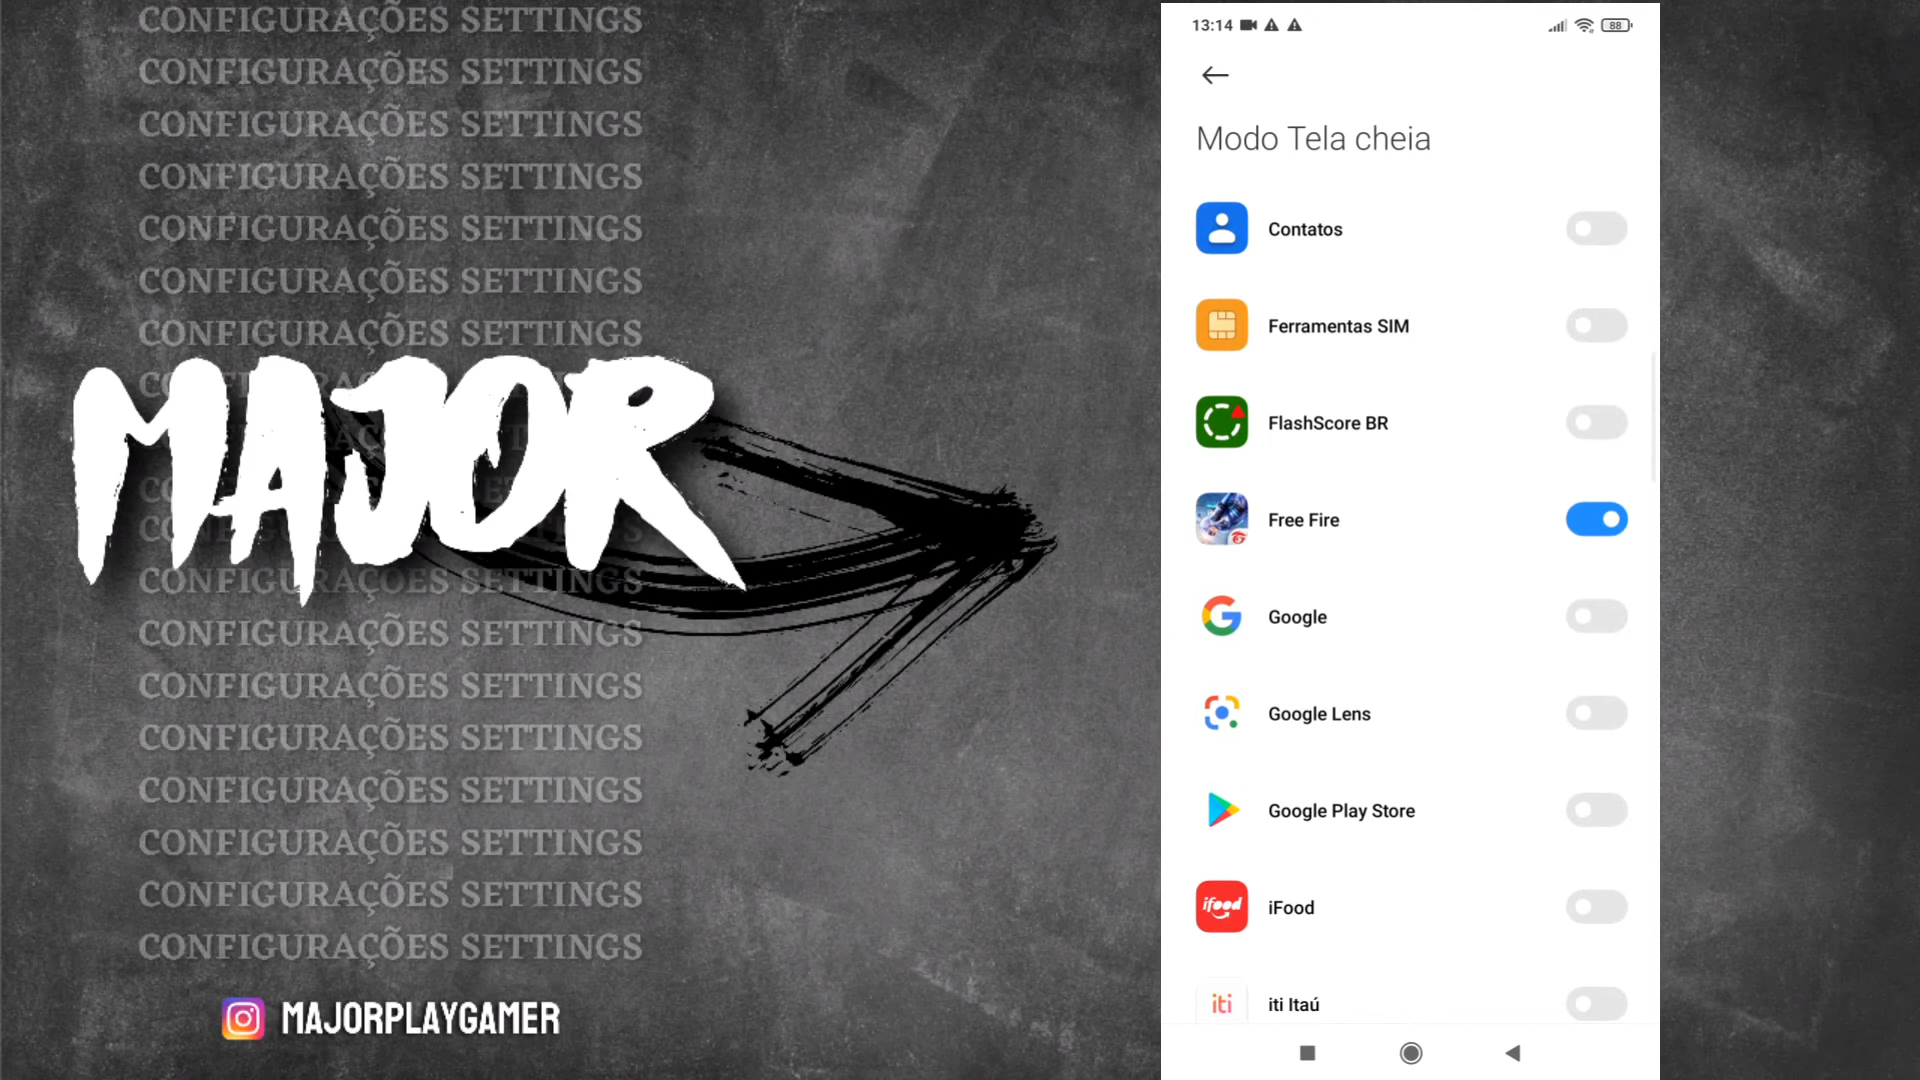 CONFIGURAÇÕES SETTINGS
CONFIGURAÇÕES SETTINGS
CONFIGURAÇÕES SETTINGS
CONFIGURAÇÕES SETTINGS
CONFIGURAÇÕES SETTINGS
CONFIGURAÇÕES SETTINGS
CONFIGURAÇÕES SETTINGS
MAJOR
CONFIGURAÇÕES SETTINGS
CONFIGURAÇÕES SETTINGS
CONFIGURAÇÕES SETTINGS
CONFIGURAÇÕES SETTINGS
CONFIGURAÇÕES SETTINGS
CONFIGURAÇÕES SETTINGS
CONFIGURAÇÕES SETTINGS
CONFIGURAÇÕES SETTINGS
MAJORPLAYGAMER
13:14
88
Modo Tela cheia
Contatos
Ferramentas SIM
FlashScore BR
Free Fire
Google
Google Lens
Google Play Store
ifood
iFood
iti
iti Itaú